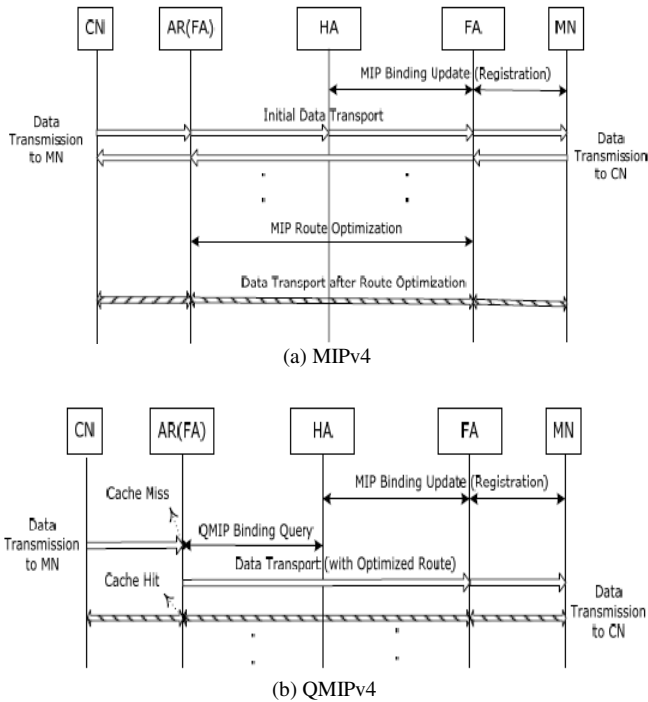 CN AR(FA) HA FA MN
MIP Binding Update (Registration)
Initial Data Transport
Data
Transmission
to MN
Data
Transmission
to CN
MIP Route Optimization
Data Transport after Route Optimization
(a) MIPv4
CN AR(FA) HA FA MN
MIP Binding Update (Registration)
Cache Miss
QMIP Binding Query
Data
Transmission
to MN
Data Transport (with Optimized Route)
Cache Hit
Data
Transmission
to CN
(b) QMIPv4